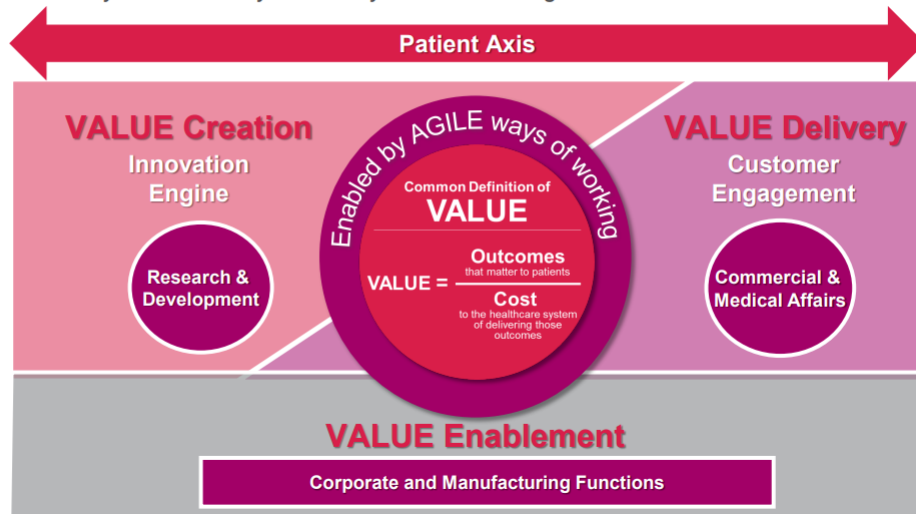 Patient Axis
VALUE Creation
Innovation
Engine
Research &
Development
Enabled by AGILE ways of working
Common Definition of
VALUE
VALUE =
Outcomes
that matter to patients
Cost
to the healthcare system
of delivering those
outcomes
VALUE Delivery
Customer
Engagement
Commercial &
Medical Affairs
VALUE Enablement
Corporate and Manufacturing Functions